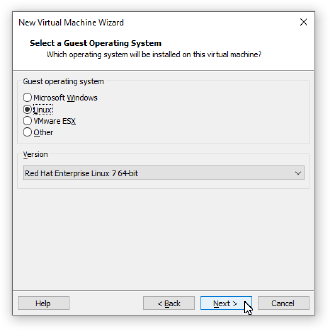 New Virtual Machine Wizard
Select a Guest Operating System
Which operating system will be installed on this virtual machine?
Guest operating system
Microsoft Windows
Linux
VMware ESX
Other
Version
Red Hat Enterprise Linux 7 64-bit
Help
< Back
Next >
Cancel